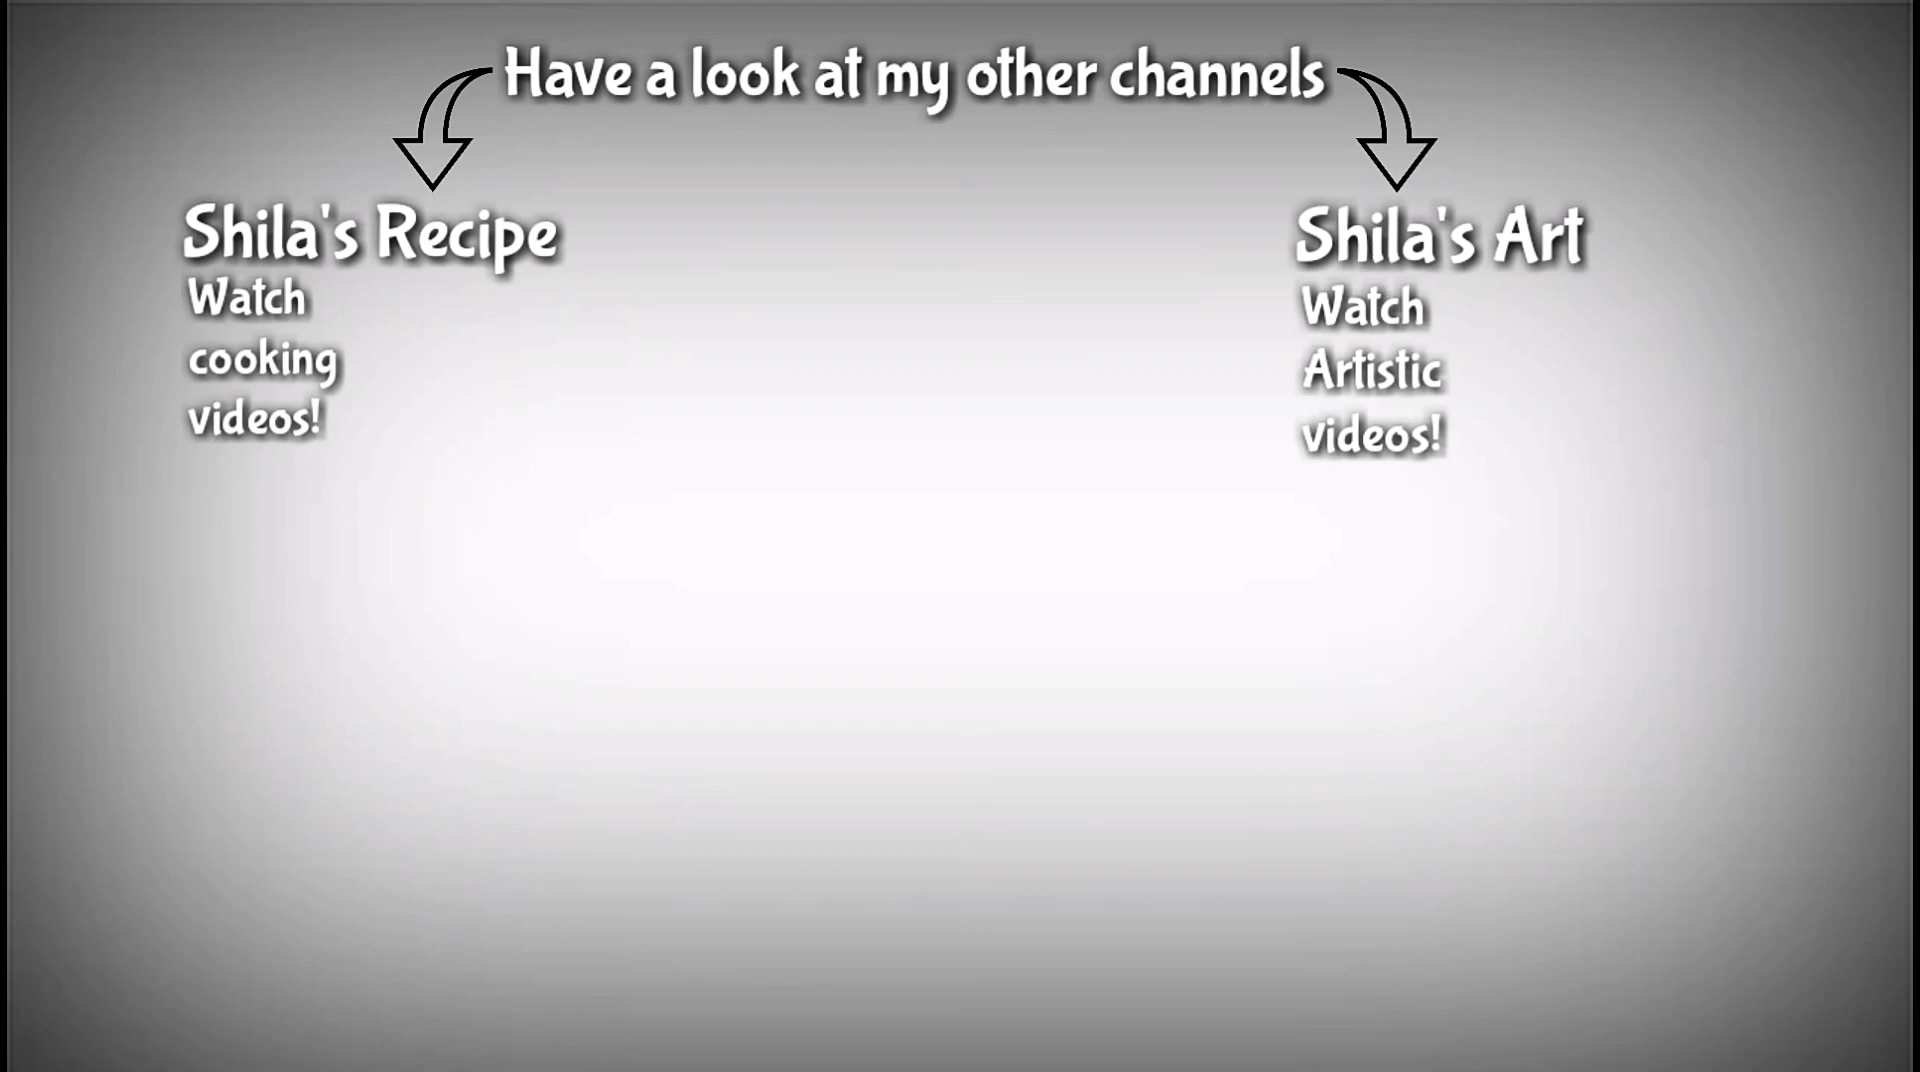 Have a look at my other channels
Shila's Recipe
Watch
cooking
videos!
Shila's Art
Watch
Artistic
videos!